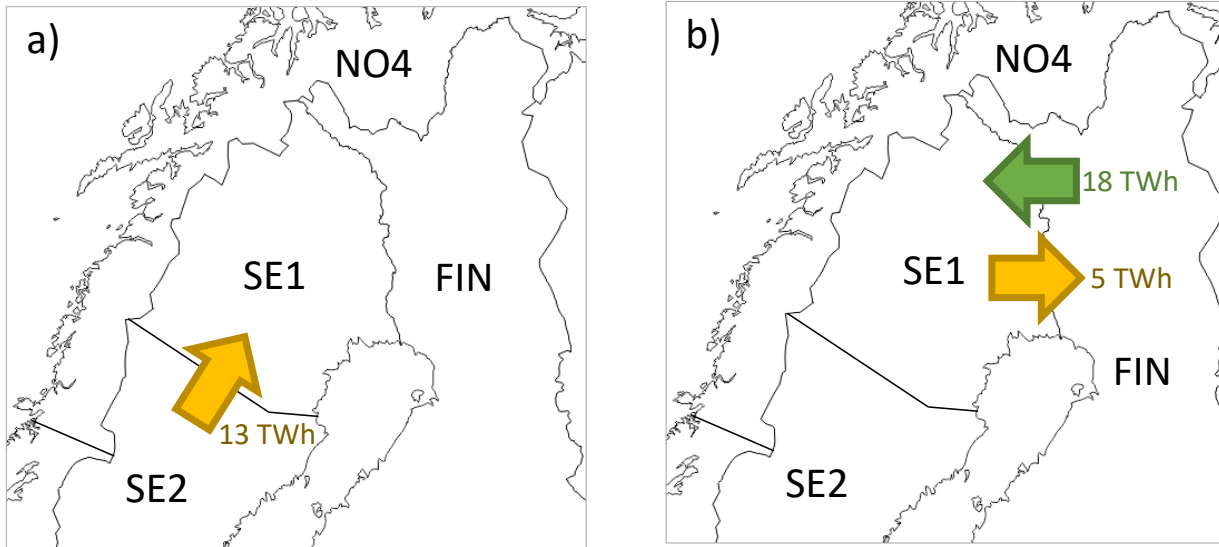 a)
NO4
SE1
FIN
13 TWh
SE2
b)
NO4
18 TWh
SE1
5 TWh
FIN
SE2